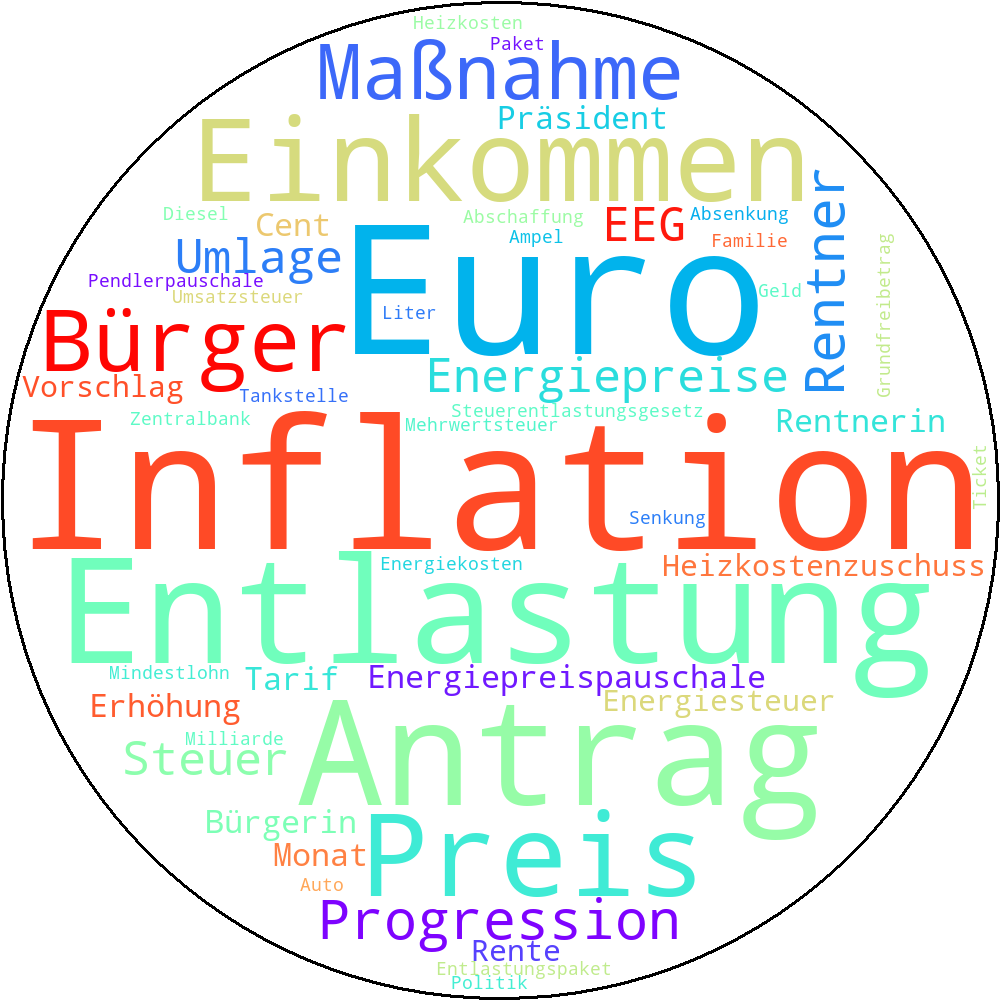 Heizkosten
Paket
Maßnahme
Präsident
Einkommen
Rentner
Diesel
Cent
Abschaffung
EEG
Absenkung
Umlage
Euro
Ampel
Familie
Grundfreibetrag
Pendlerpauschale
Umsatzsteuer
Geld
Liter
Bürger
Energiepreise
Vorschlag
Tankstelle
Steuerentlastungsgesetz
Zentralbank
Mehrwertsteuer
Rentnerin
Ticket
Inflation
Senkung
Energiekosten
Heizkostenzuschuss
Entlastung
Mindestlohn
Tarif
Energiepreispauschale
Erhöhung
Energiesteuer
Antrag
Milliarde
Steuer
Bürgerin
Preis
Monat
Auto
Progression
Rente
Entlastungspaket
Politik